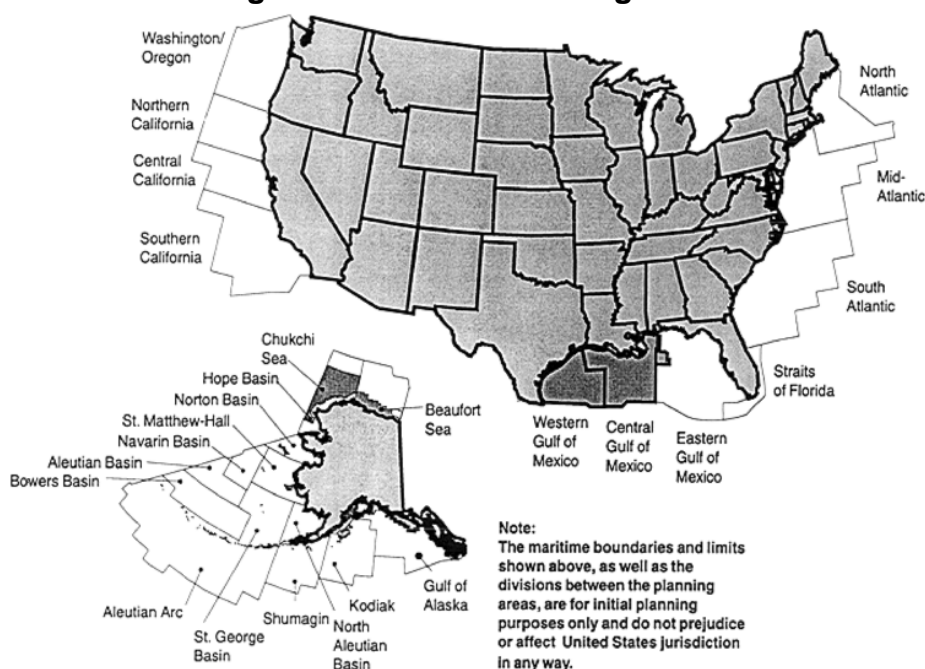 Washington/
Oregon
Northern
California
Central
California
Southern
California
North
Atlantic
Mid-
Atlantic
South
Atlantic
Straits
of Florida
Chukchi
Sea
Hope Basin
Norton Basin
St. Matthew-Hall
Navarin Basin
Aleutian Basin
Bowers Basin
Beaufort
Sea
Western
Gulf of
Mexico
Central
Gulf of
Mexico
Eastern
Gulf of
Mexico
Aleutian Arc
St. George
Basin
Shumagin
North
Aleutian
Basin
Kodiak
Gulf of
Alaska
Note:
The maritime boundaries and limits
shown above, as well as the
divisions between the planning
areas, are for initial planning
purposes only and do not prejudice
or affect United States jurisdiction
in any way.